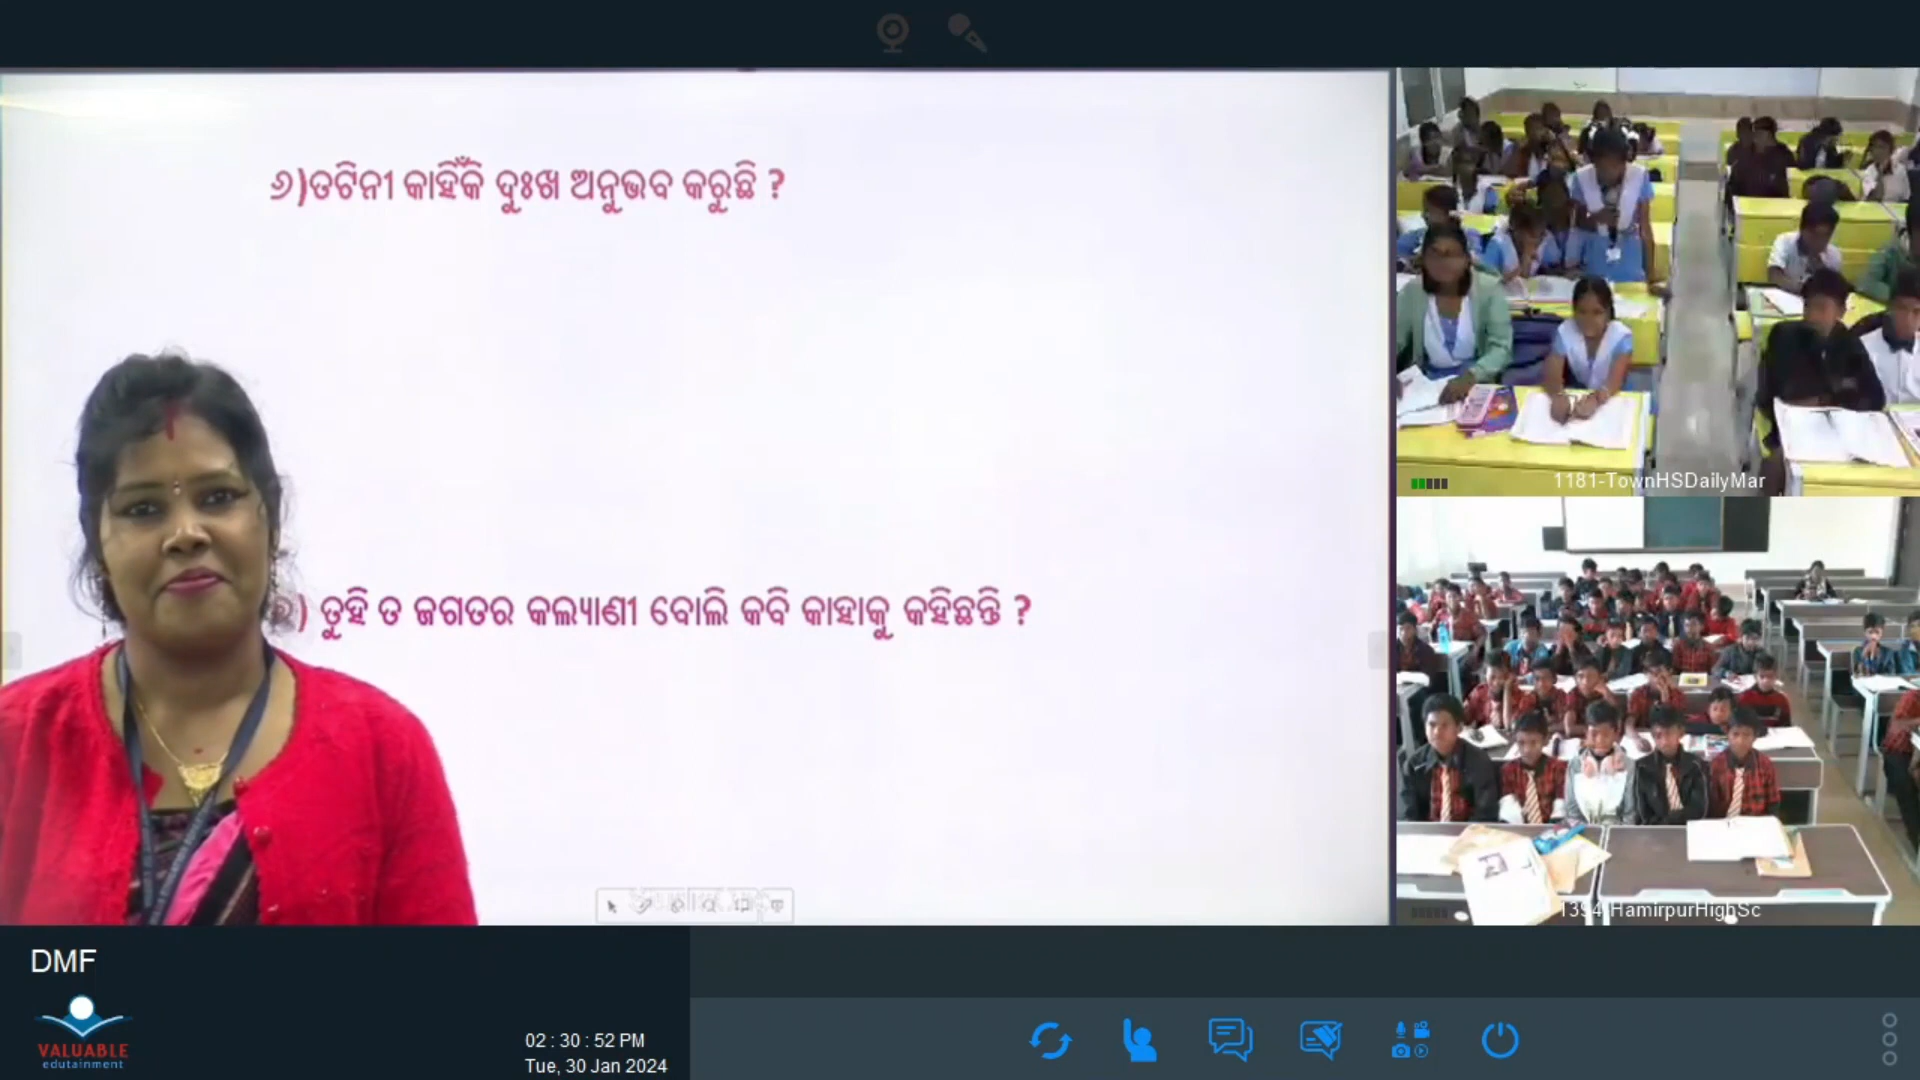 ୬)ତଟିନୀ କାହିଁକି ଦୁଃଖ ଅନୁଭବ କରୁଛି ?
) ତୁହି ତ ଜଗତର କଲ୍ୟାଣୀ ବୋଲି କବି କାହାକୁ କହିଛନ୍ତି ?
1181-TownHSDailyMar
1394-HamirpurHighSc
DMF
VALUABLE
edutainment
02 : 30 : 52 PM
Tue, 30 Jan 2024